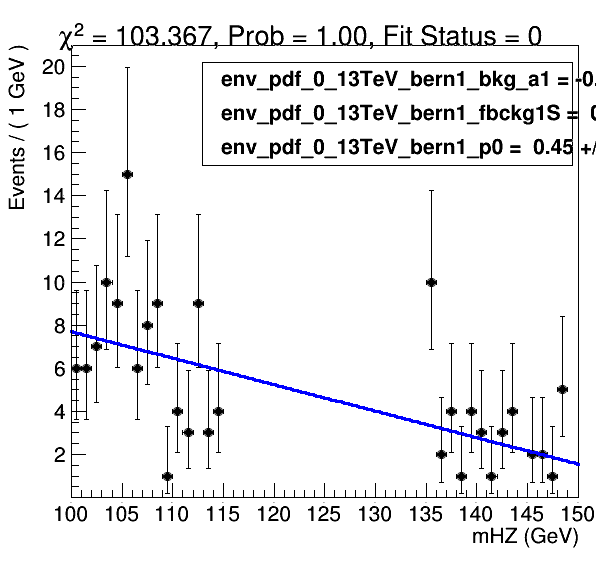 χ² = 103.367, Prob = 1.00, Fit Status = 0
env_pdf_0_13TeV_bern1_bkg_a1 = -0.
env_pdf_0_13TeV_bern1_fbckg1S = 0
env_pdf_0_13TeV_bern1_p0 = 0.45 +/
Events / ( 1 GeV )
20
18
16
14
12
10
8
6
4
2
100 105 110 115 120 125 130 135 140 145 150
mHZ (GeV)